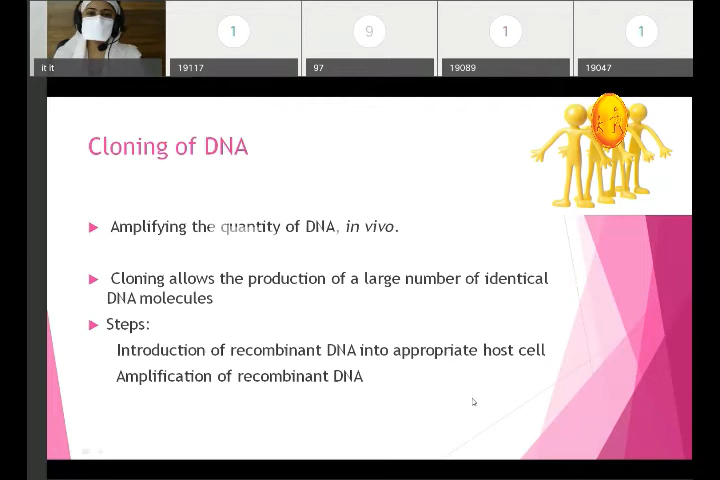 1
9
1
1
it lt
19117
97
19089
19047
Cloning of DNA
Amplifying the quantity of DNA, in vivo.
Cloning allows the production of a large number of identical
DNA molecules
Steps:
Introduction of recombinant DNA into appropriate host cell
Amplification of recombinant DNA